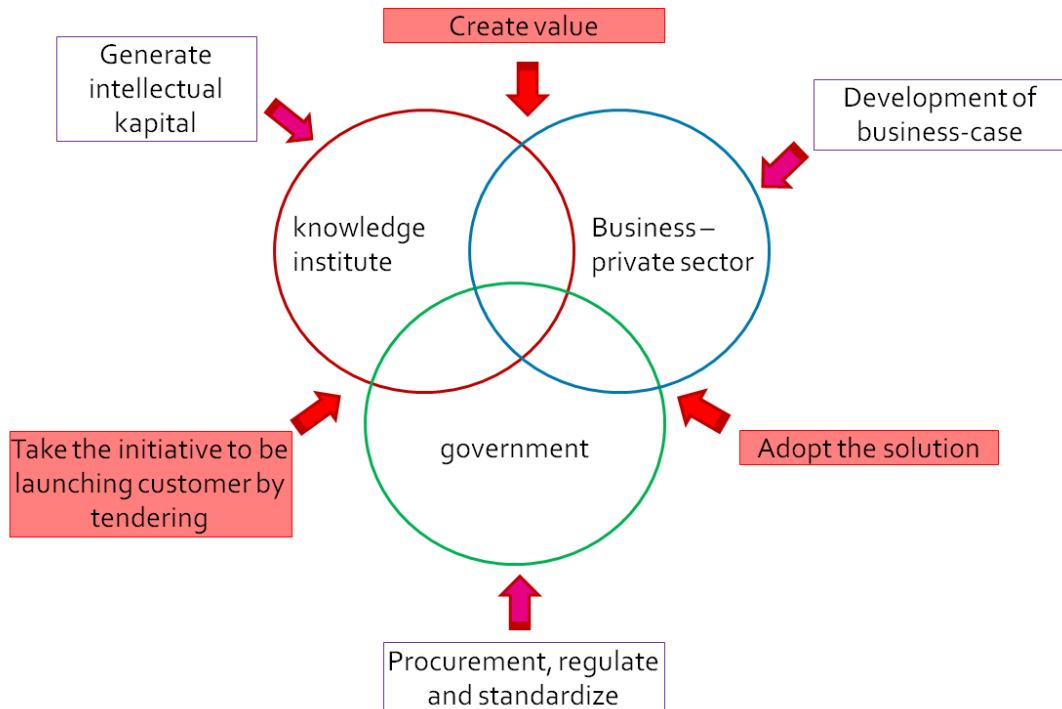 Create value
Generate
intellectual
kapital
Development of
business-case
knowledge
institute
Business –
private sector
government
Take the initiative to be
launching customer by
tendering
Adopt the solution
Procurement, regulate
and standardize